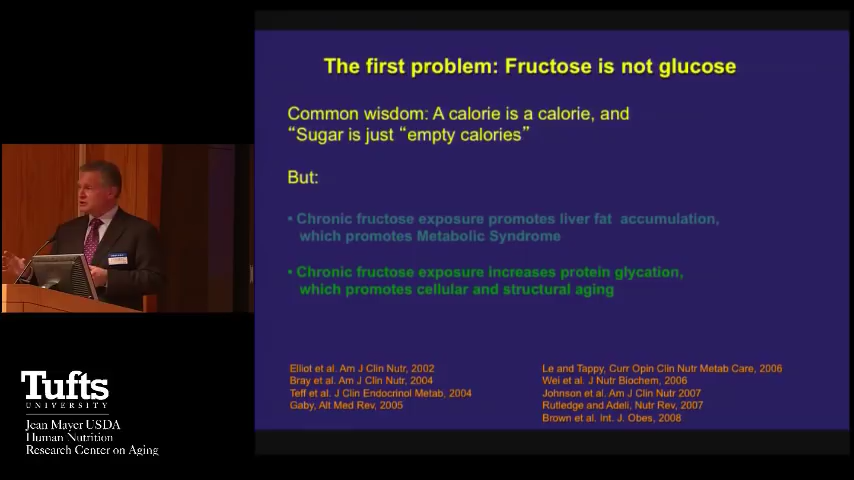 The first problem: Fructose is not glucose
Common wisdom: A calorie is a calorie, and
“Sugar is just “empty calories”
But:
• Chronic fructose exposure promotes liver fat accumulation,
which promotes Metabolic Syndrome
• Chronic fructose exposure increases protein glycation,
which promotes cellular and structural aging
Elliot et al. Am J Clin Nutr, 2002
Bray et al. Am J Clin Nutr, 2004
Teff et al. J Clin Endocrinol Metab, 2004
Gaby, Alt Med Rev, 2005
Le and Tappy, Curr Opin Clin Nutr Metab Care, 2006
Wei et al. J Nutr Biochem, 2006
Johnson et al. Am J Clin Nutr 2007
Rutledge and Adeli, Nutr Rev, 2007
Brown et al. Int. J. Obes, 2008
Tufts
UNIVERSITY
Jean Mayer USDA
Human Nutrition
Research Center on Aging